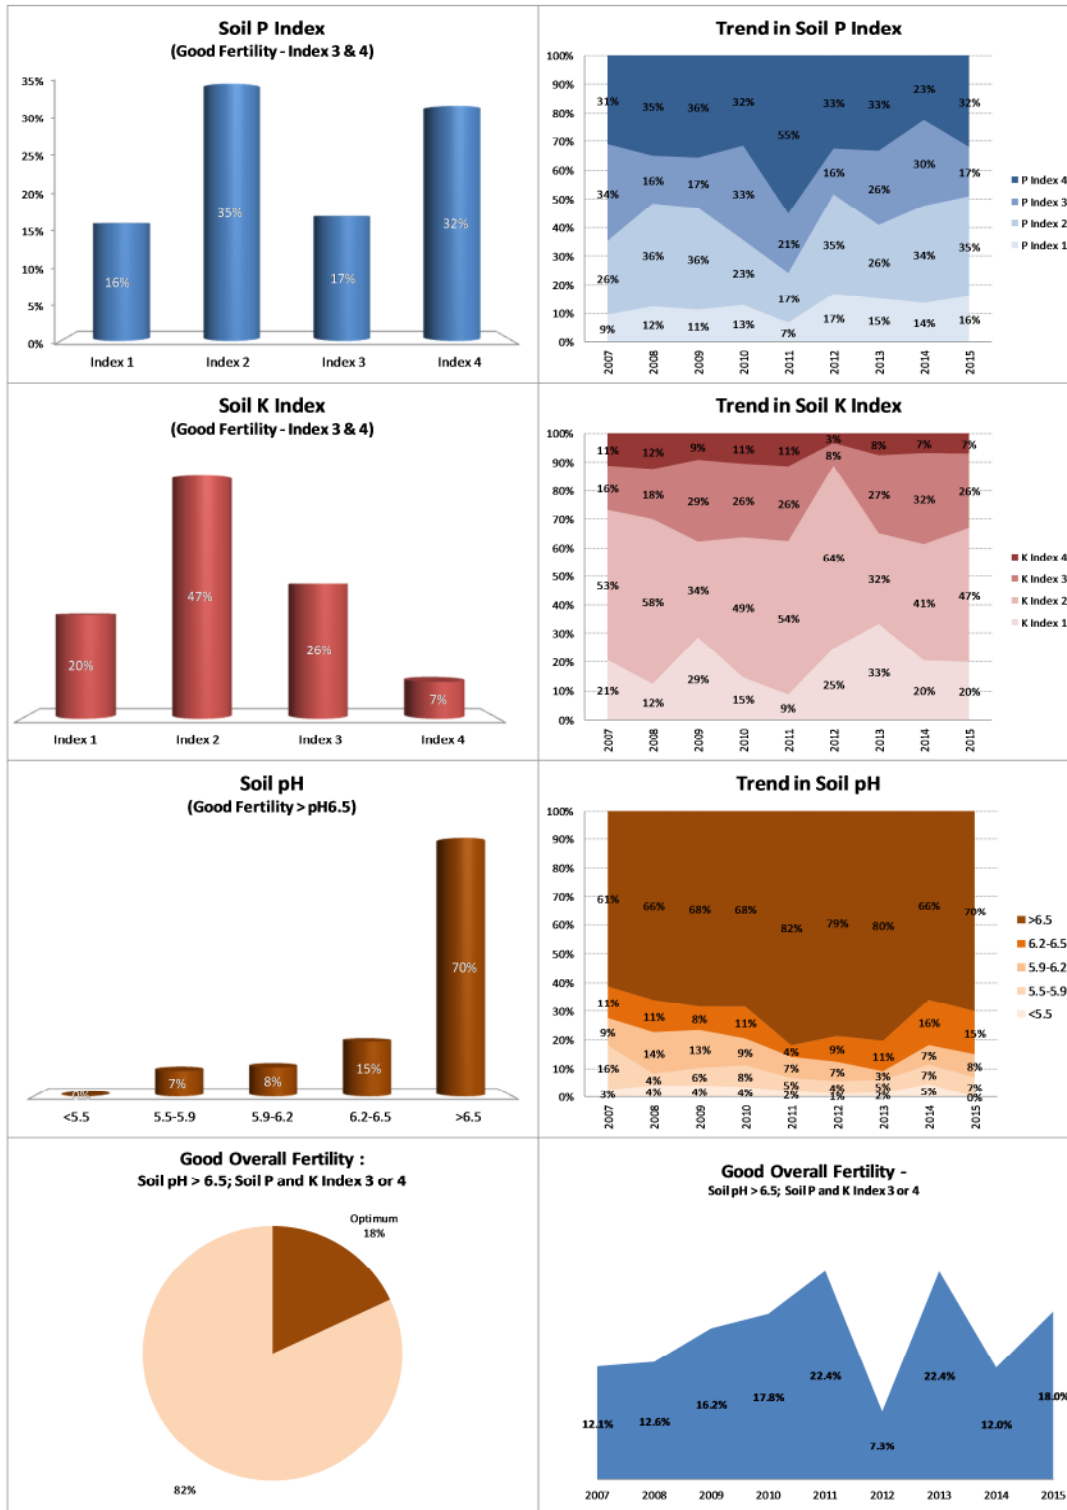 Soil P Index
(Good Fertility - Index 3 & 4)
35%
30%
25%
20%
15%
10%
5%
0%
16%
35%
17%
32%
Index 1
Index 2
Index 3
Index 4
Trend in Soil P Index
100%
90%
80%
70%
60%
50%
40%
30%
20%
10%
0%
31% 35% 36% 32% 55% 33% 33% 23% 32%
34% 16% 17% 33% 21% 16% 26% 30% 17%
26% 36% 36% 23% 17% 35% 26% 34% 35%
9% 12% 11% 13% 7% 17% 15% 14% 16%
2007 2008 2009 2010 2011 2012 2013 2014 2015
P Index 4
P Index 3
P Index 2
P Index 1
Soil K Index
(Good Fertility - Index 3 & 4)
20%
47%
26%
7%
Index 1
Index 2
Index 3
Index 4
Trend in Soil K Index
100%
90%
80%
70%
60%
50%
40%
30%
20%
10%
0%
11% 12% 9% 11% 11% 3% 8% 7% 7%
16% 18% 29% 26% 26% 8% 27% 32% 26%
53% 58% 34% 49% 54% 64% 32% 41% 47%
21% 12% 29% 15% 9% 25% 33% 20% 20%
2007 2008 2009 2010 2011 2012 2013 2014 2015
K Index 4
K Index 3
K Index 2
K Index 1
Soil pH
(Good Fertility > pH6.5)
0%
7%
8%
15%
70%
<5.5
5.5-5.9
5.9-6.2
6.2-6.5
>6.5
Trend in Soil pH
100%
90%
80%
70%
60%
50%
40%
30%
20%
10%
0%
61% 66% 68% 68% 82% 79% 80% 66% 70%
11% 11% 8% 11% 4% 9% 11% 16% 15%
9% 14% 13% 9% 7% 7% 3% 7% 8%
16% 4% 6% 8% 5% 4% 5% 7% 7%
3% 4% 4% 4% 2% 1% 2% 5% 0%
2007 2008 2009 2010 2011 2012 2013 2014 2015
>6.5
6.2-6.5
5.9-6.2
5.5-5.9
<5.5
Good Overall Fertility :
Soil pH > 6.5; Soil P and K Index 3 or 4
Optimum
18%
82%
Good Overall Fertility -
Soil pH > 6.5; Soil P and K Index 3 or 4
12.1% 12.6% 16.2% 17.8% 22.4% 7.3% 22.4% 12.0% 18.0%
2007 2008 2009 2010 2011 2012 2013 2014 2015